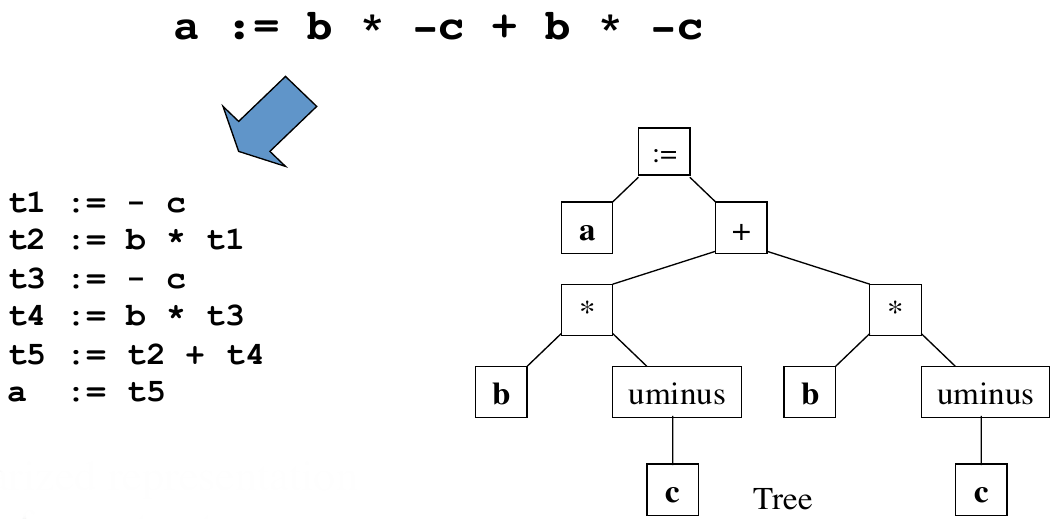 a := b * -c + b * -c
t1 := - c
t2 := b * t1
t3 := - c
t4 := b * t3
t5 := t2 + t4
a := t5
:=
a +
* *
b uminus b uminus
c c
Tree